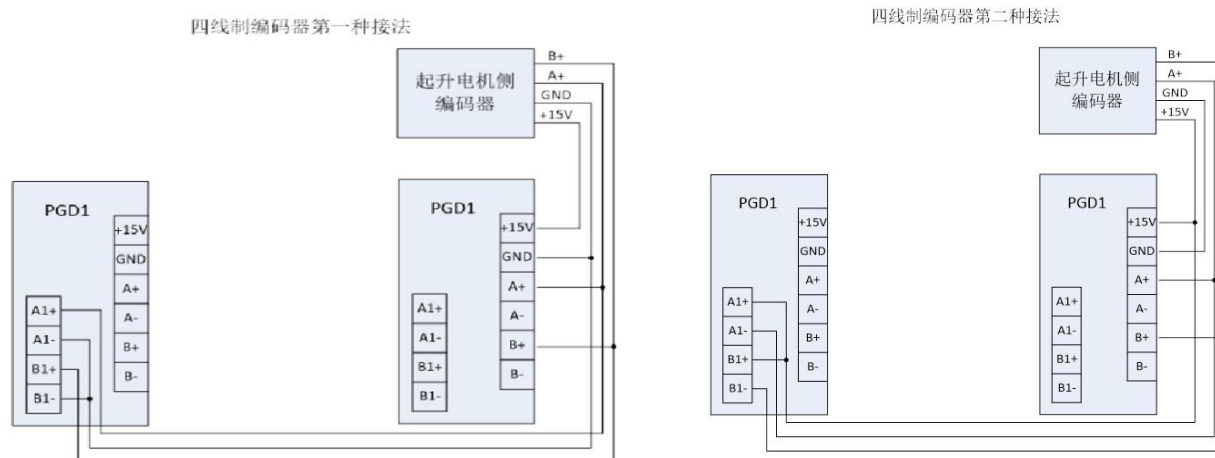 四线制编码器第一种接法
起升电机侧
编码器
B+
A+
GND
+15V
PGD1
+15V
GND
A+
A-
B+
B-
A1+
A1-
B1+
B1-
PGD1
+15V
GND
A+
A-
B+
B-
A1+
A1-
B1+
B1-
四线制编码器第二种接法
起升电机侧
编码器
B+
A+
GND
+15V
PGD1
+15V
GND
A+
A-
B+
B-
A1+
A1-
B1+
B1-
PGD1
+15V
GND
A+
A-
B+
B-
A1+
A1-
B1+
B1-